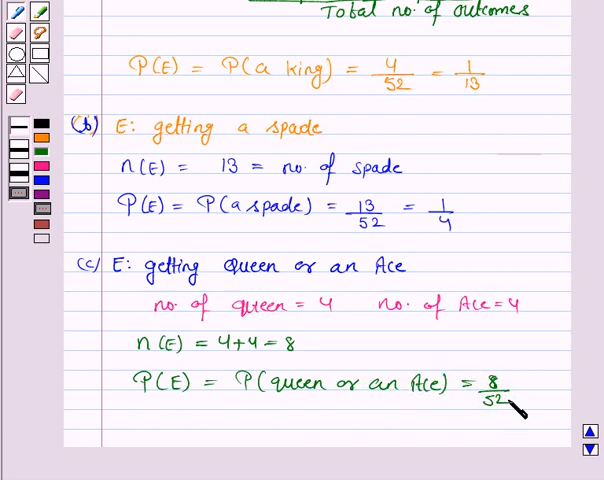 Total no. of outcomes
P(E) = P(a king) = 4/52 = 1/13
(b) E: getting a spade
n(E) = 13 = no. of spade
P(E) = P(a spade) = 13/52 = 1/4
(c) E: getting Queen or an Ace
no. of queen = 4 no. of Ace = 4
n(E) = 4+4 = 8
P(E) = P(queen or an Ace) = 8/52